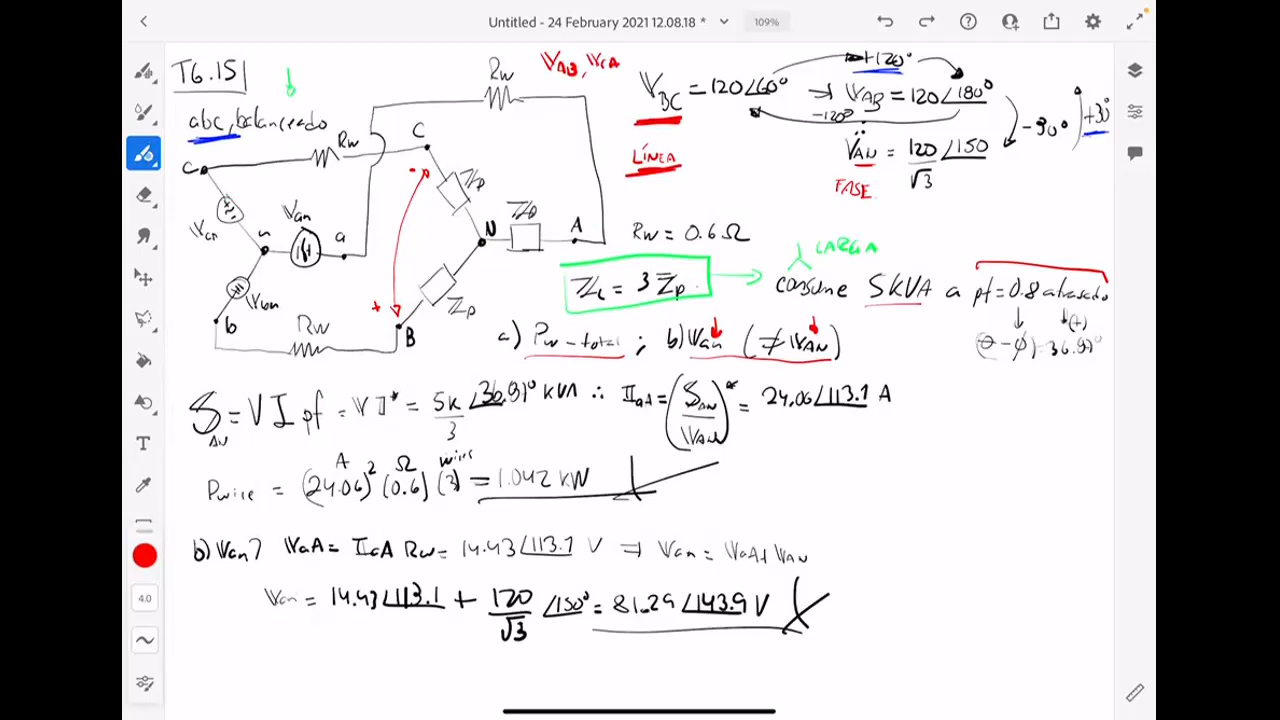 Untitled - 24 February 2021 12.08.18 *
109%
T6.15|
abc/balanceado
Rw
VAB, VCA
VBC = 120∠60° → VAB = 120∠180°
+120°
-120°
-30°
+30°
LÍNEA
VAN = 120/√3 ∠150
FASE
C
Rw
c
Zp
Van
Vcn
n
a
N
Zp
A
Rw = 0.6 Ω
Vbn
Zp
b
Rw
B
- +
ZL = 3 Zp
CARGA
consume 5KVA a pf = 0.8 atrasado
(+)
(θ - φ) = 36.87°
a) Pw-total ; b) Van (≠ VAN)
SAN = V I pf = V I* = 5k/3 ∠36.87° kVA ∴ IaA = (SAN/VAN)* = 24.06∠113.1 A
A Ω wires
Pwire = (24.06)² (0.6) (3) = 1.042 kW
b) Van? VaA = IaA Rw = 14.43∠113.1 V ⇒ Van = VaA + VAN
Van = 14.43∠113.1 + 120/√3 ∠150° = 81.29∠143.9 V
T
4.0